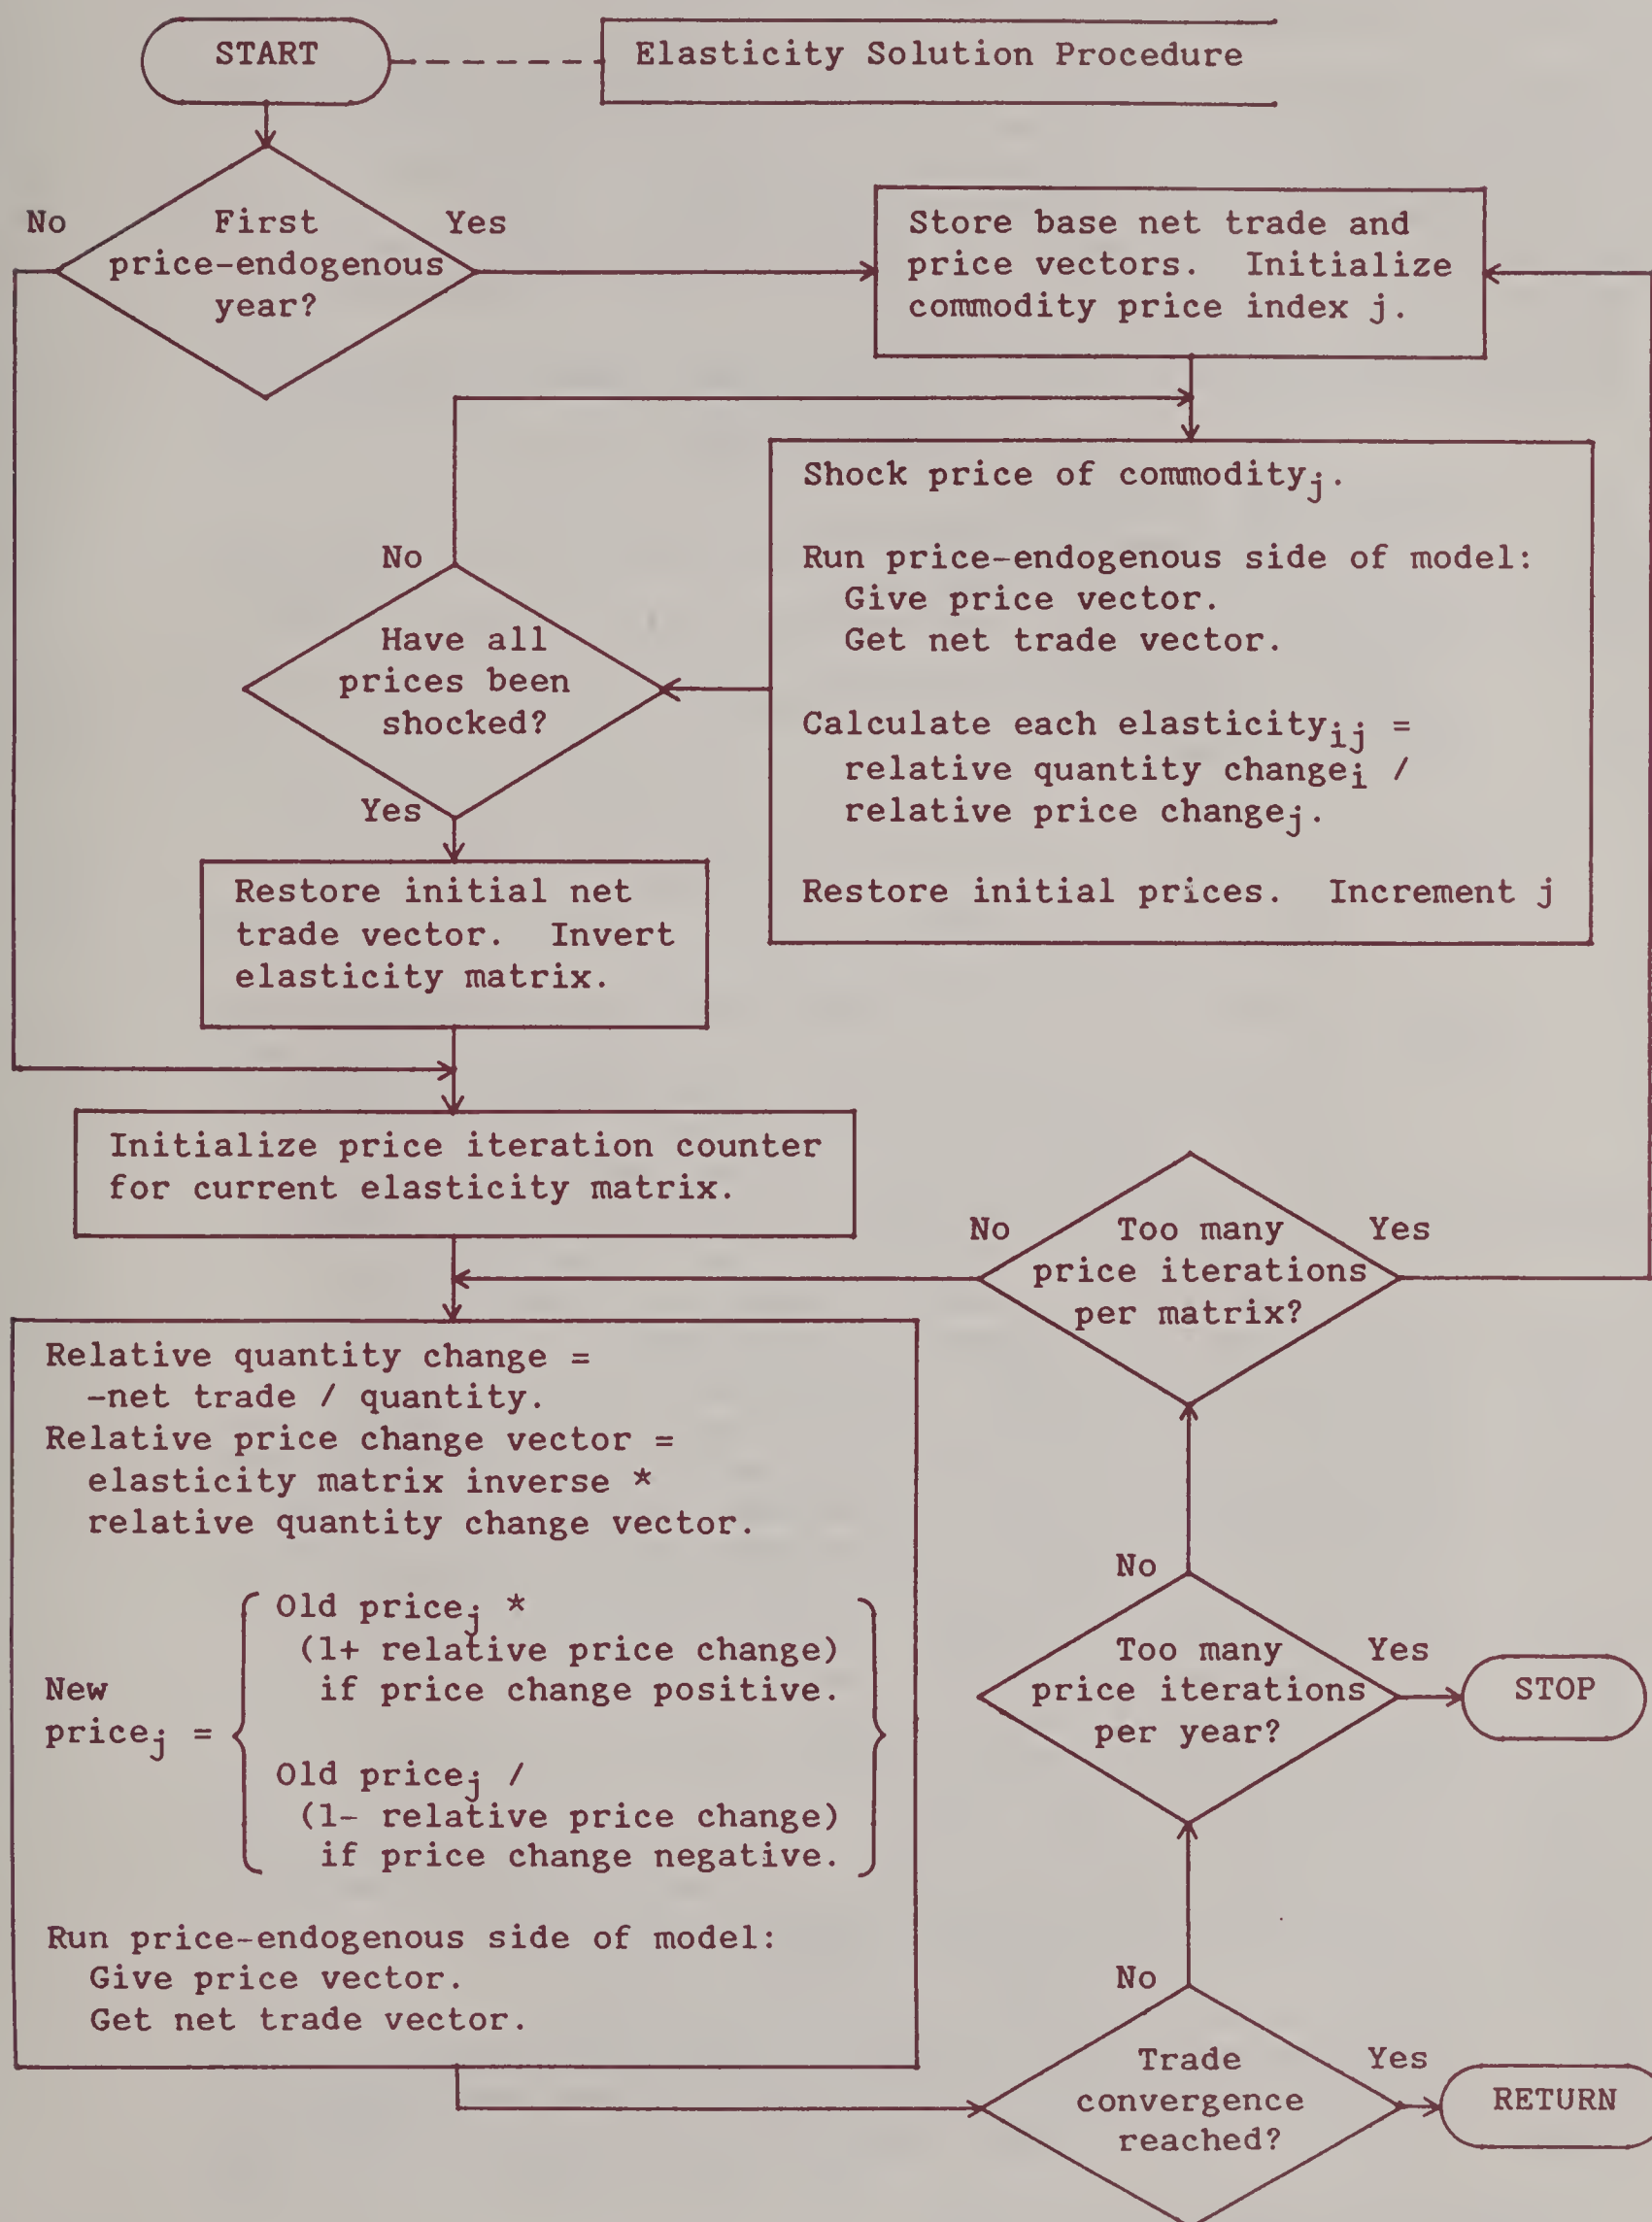 START
Elasticity Solution Procedure
No
First
price-endogenous
year?
Yes
Store base net trade and
price vectors. Initialize
commodity price index j.
Shock price of commodityj.
Run price-endogenous side of model:
Give price vector.
Get net trade vector.
Calculate each elasticityij =
relative quantity changei /
relative price changej.
Restore initial prices. Increment j
No
Have all
prices been
shocked?
Yes
Restore initial net
trade vector. Invert
elasticity matrix.
Initialize price iteration counter
for current elasticity matrix.
No
Too many
price iterations
per matrix?
Yes
Relative quantity change =
-net trade / quantity.
Relative price change vector =
elasticity matrix inverse *
relative quantity change vector.
New
pricej =
Old pricej *
(1+ relative price change)
if price change positive.
Old pricej /
(1- relative price change)
if price change negative.
Run price-endogenous side of model:
Give price vector.
Get net trade vector.
No
Too many
price iterations
per year?
Yes
STOP
No
Trade
convergence
reached?
Yes
RETURN